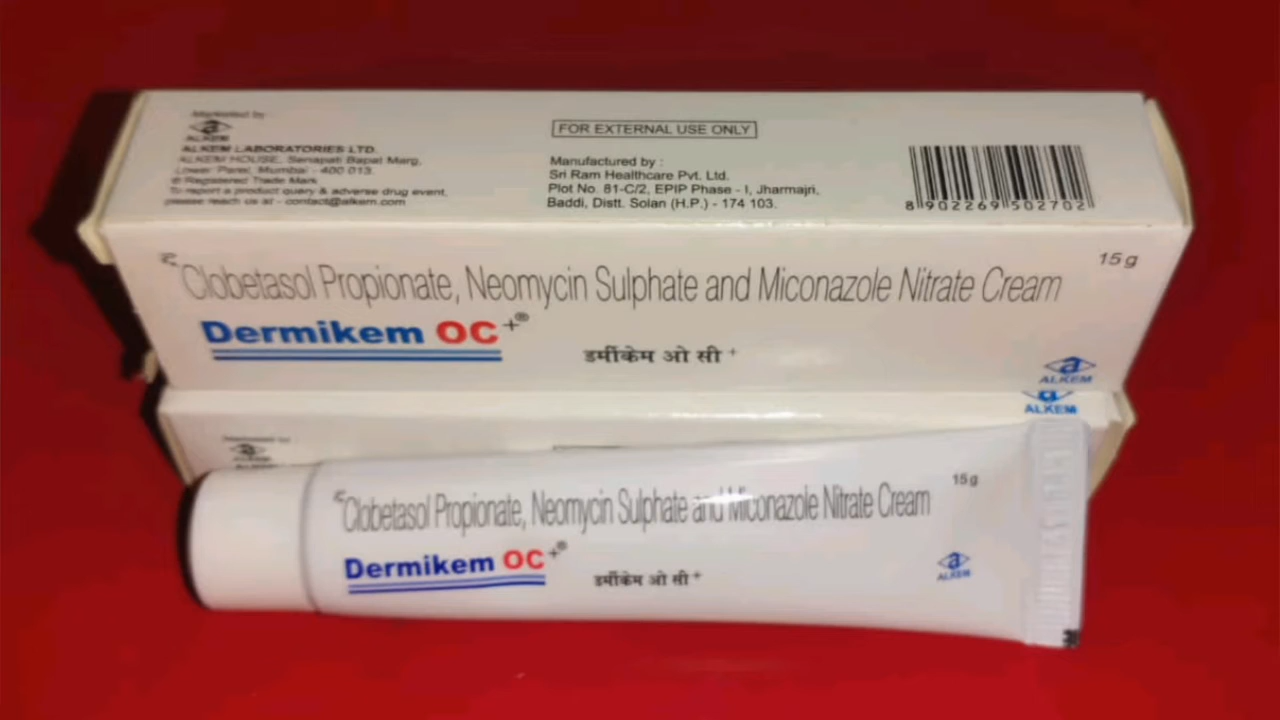 Marketed by
ALKEM
ALKEM LABORATORIES LTD.
ALKEM HOUSE, Senapati Bapat Marg,
Lower Parel, Mumbai - 400 013.
® Registered Trade Mark
To report a product query & adverse drug event,
please reach us at - contact@alkem.com
FOR EXTERNAL USE ONLY
Manufactured by :
Sri Ram Healthcare Pvt. Ltd.
Plot No. 81-C/2, EPIP Phase - I, Jharmajri,
Baddi, Distt. Solan (H.P.) - 174 103.
8 902269 502702
15 g
Clobetasol Propionate, Neomycin Sulphate and Miconazole Nitrate Cream
Dermikem OC+®
डर्मीकेम ओ सी +
ALKEM
ALKEM
15 g
Clobetasol Propionate, Neomycin Sulphate and Miconazole Nitrate Cream
Dermikem OC+®
डर्मीकेम ओ सी +
ALKEM